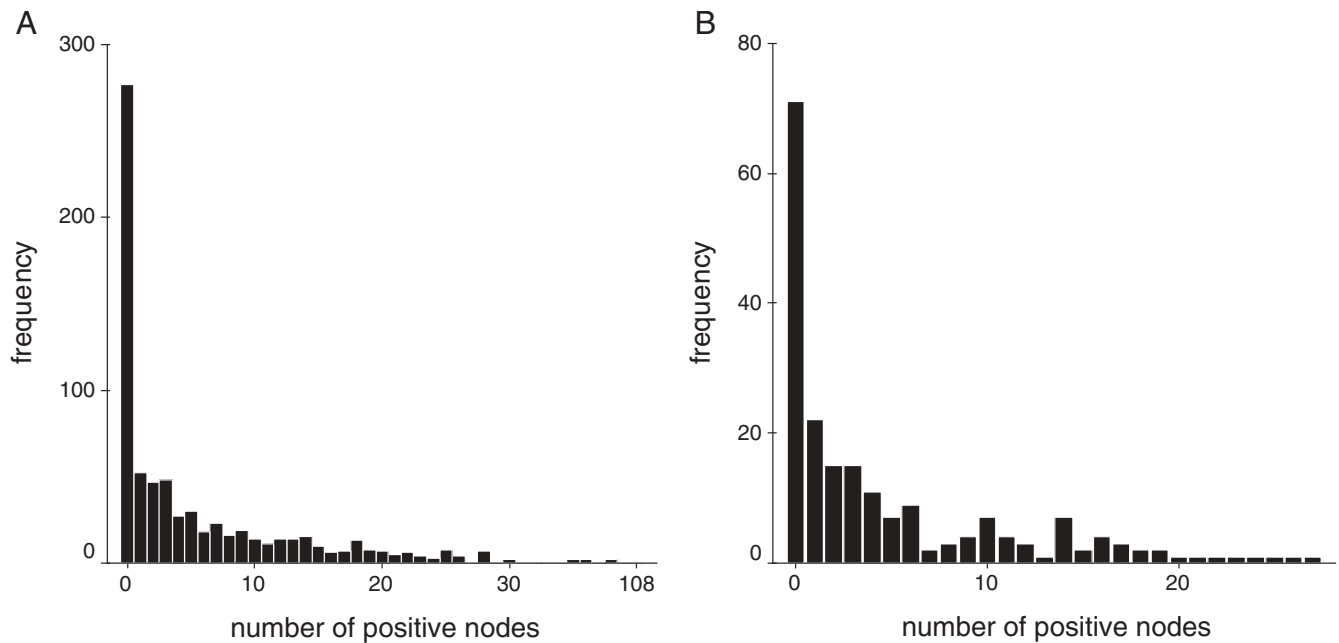 A
300
200
100
0
frequency
0 10 20 30 108
number of positive nodes
B
80
60
40
20
0
frequency
0 10 20
number of positive nodes